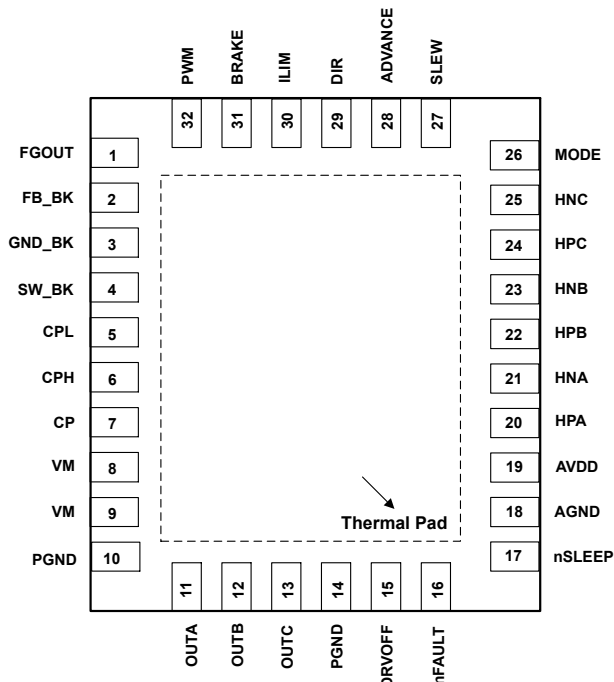 PWM
BRAKE
ILIM
DIR
ADVANCE
SLEW
32
31
30
29
28
27
FGOUT 1
FB_BK 2
GND_BK 3
SW_BK 4
CPL 5
CPH 6
CP 7
VM 8
VM 9
PGND 10
26 MODE
25 HNC
24 HPC
23 HNB
22 HPB
21 HNA
20 HPA
19 AVDD
18 AGND
17 nSLEEP
Thermal Pad
11
12
13
14
15
16
OUTA
OUTB
OUTC
PGND
DRVOFF
nFAULT